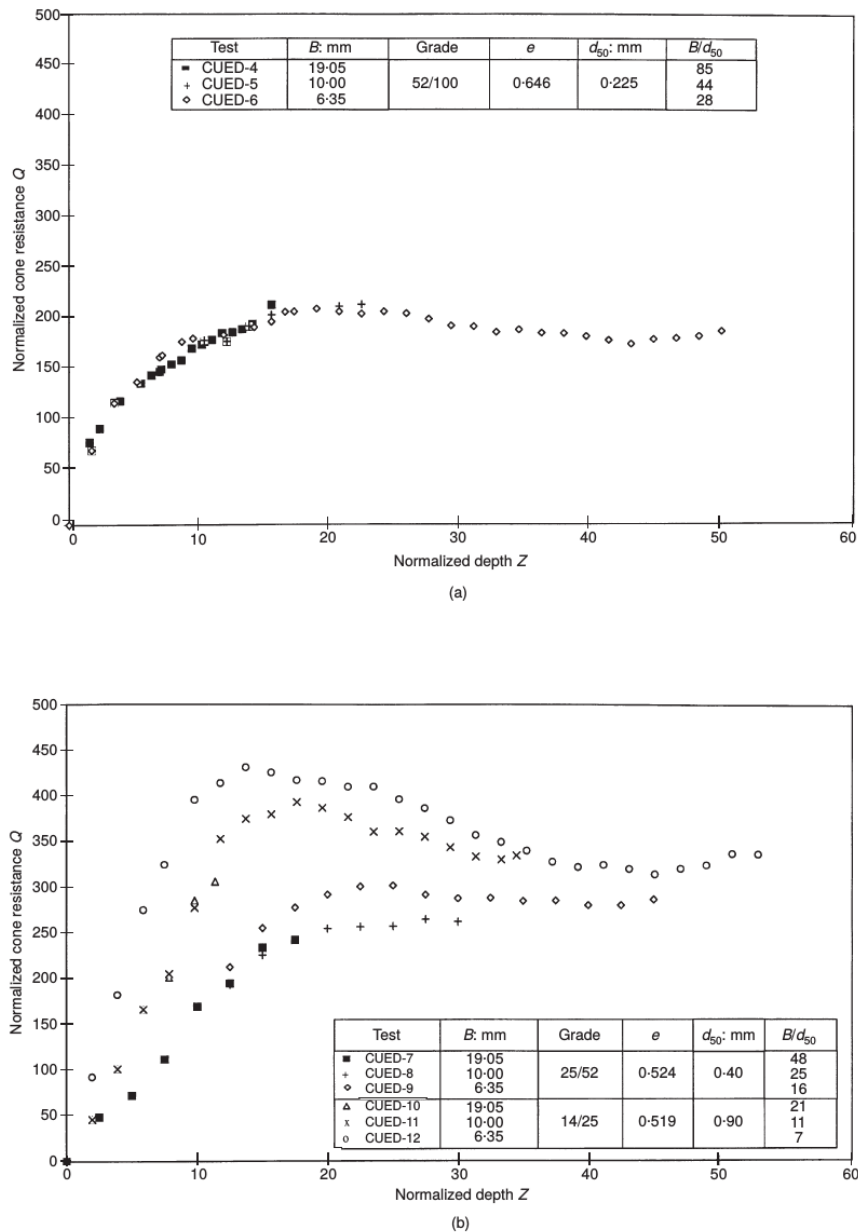 500
450
400
350
300
250
200
150
100
50
0
Normalized cone resistance Q
Test B: mm Grade e d50: mm B/d50
CUED-4 19·05 85
CUED-5 10·00 52/100 0·646 0·225 44
CUED-6 6·35 28
0 10 20 30 40 50 60
Normalized depth Z
(a)
500
450
400
350
300
250
200
150
100
50
0
Normalized cone resistance Q
Test B: mm Grade e d50: mm B/d50
CUED-7 19·05 48
CUED-8 10·00 25/52 0·524 0·40 25
CUED-9 6·35 16
CUED-10 19·05 21
CUED-11 10·00 14/25 0·519 0·90 11
CUED-12 6·35 7
0 10 20 30 40 50 60
Normalized depth Z
(b)